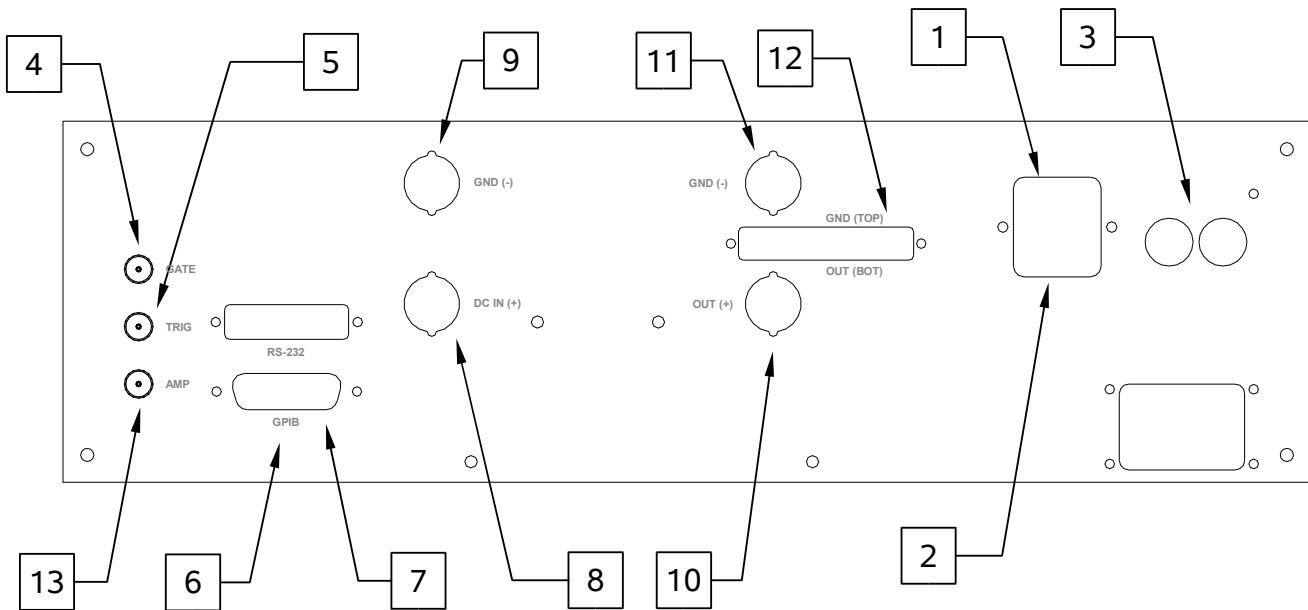 1
3
4
5
9
11
12
GND (-)
GND (-)
GND (TOP)
GATE
OUT (BOT)
DC IN (+)
OUT (+)
TRIG
RS-232
AMP
GPIB
2
13
6
7
8
10